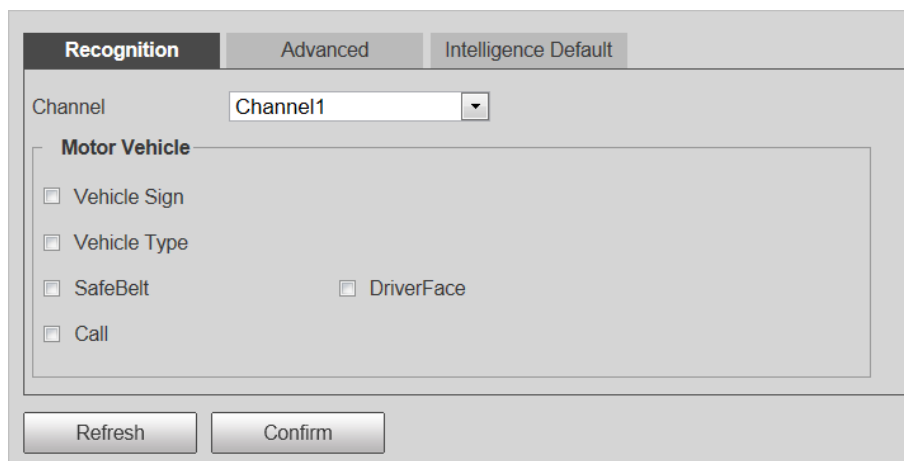 Recognition Advanced Intelligence Default
Channel Channel1
Motor Vehicle
Vehicle Sign
Vehicle Type
SafeBelt DriverFace
Call
Refresh Confirm